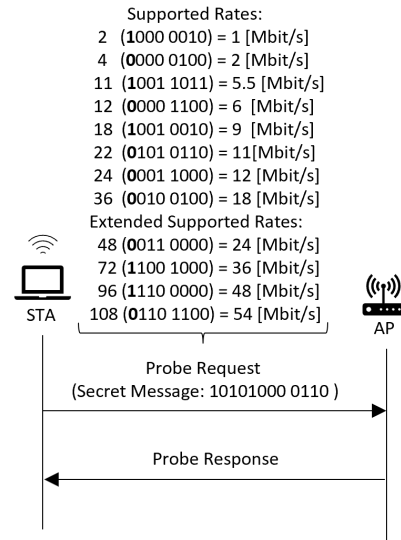 Supported Rates:
2 (1000 0010) = 1 [Mbit/s]
4 (0000 0100) = 2 [Mbit/s]
11 (1001 1011) = 5.5 [Mbit/s]
12 (0000 1100) = 6 [Mbit/s]
18 (1001 0010) = 9 [Mbit/s]
22 (0101 0110) = 11[Mbit/s]
24 (0001 1000) = 12 [Mbit/s]
36 (0010 0100) = 18 [Mbit/s]
Extended Supported Rates:
48 (0011 0000) = 24 [Mbit/s]
72 (1100 1000) = 36 [Mbit/s]
96 (1110 0000) = 48 [Mbit/s]
108 (0110 1100) = 54 [Mbit/s]
STA
AP
Probe Request
(Secret Message: 10101000 0110 )
Probe Response